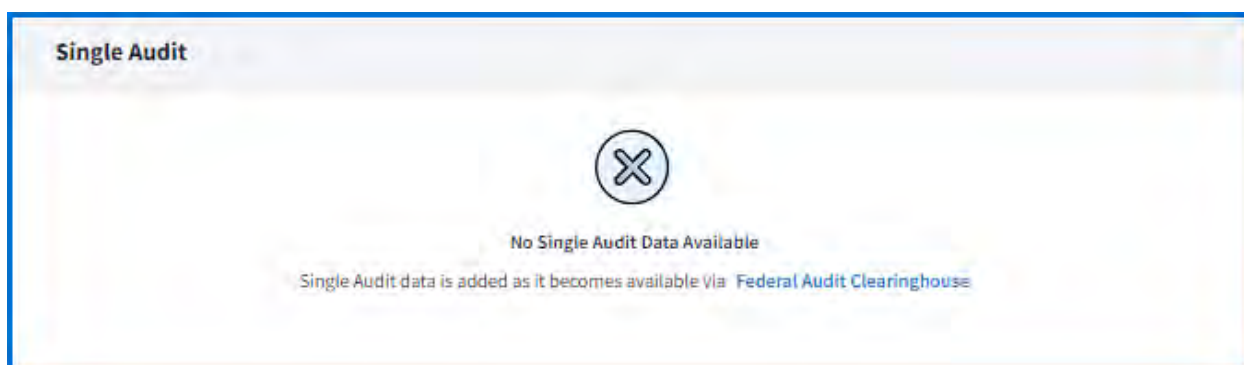 Single Audit
No Single Audit Data Available
Single Audit data is added as it becomes available via Federal Audit Clearinghouse